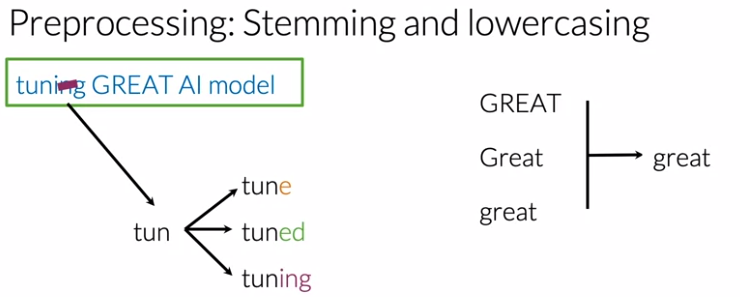 Preprocessing: Stemming and lowercasing
tuning GREAT AI model
tun
tune
tuned
tuning
GREAT
Great
great
great